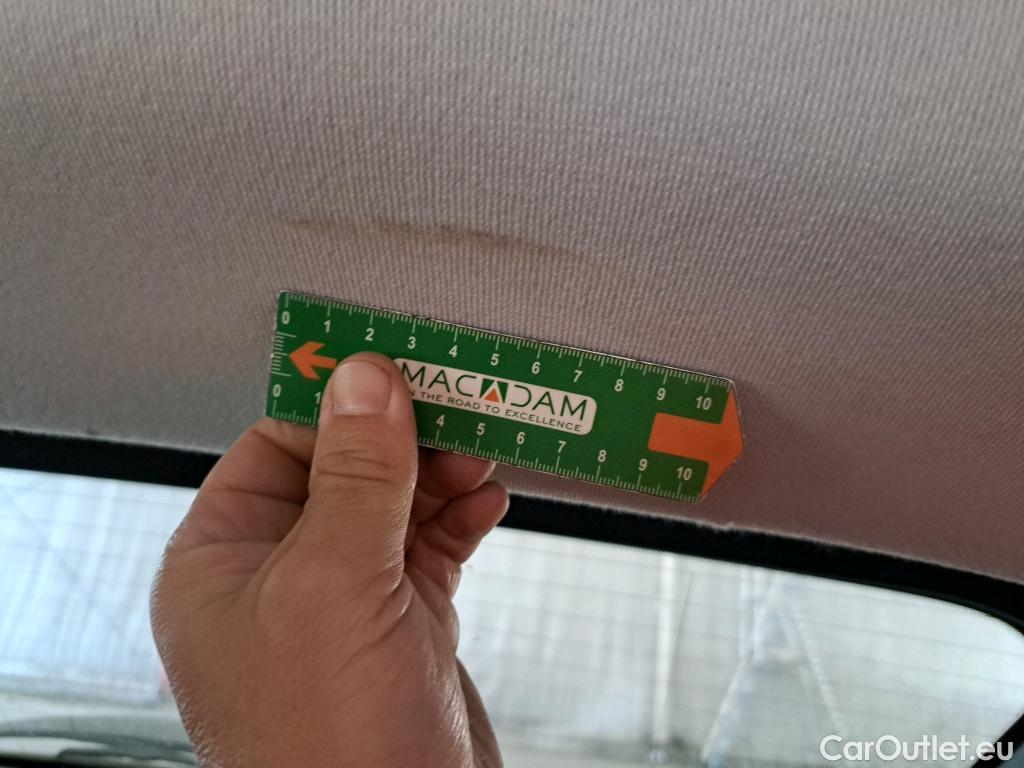 0 1 2 3 4 5 6 7 8 9 10
MACADAM
N THE ROAD TO EXCELLENCE
0 1 4 5 6 7 8 9 10
CarOutlet.eu